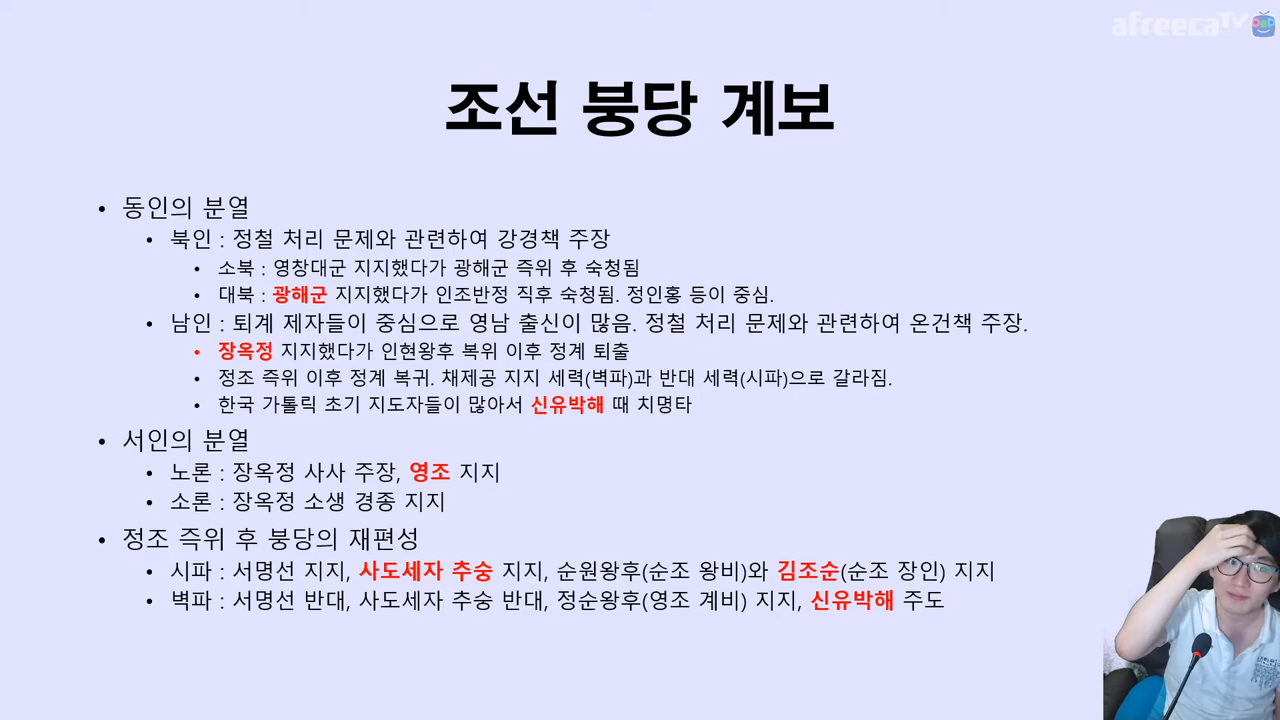 afreecaTV
조선 붕당 계보
• 동인의 분열
• 북인 : 정철 처리 문제와 관련하여 강경책 주장
• 소북 : 영창대군 지지했다가 광해군 즉위 후 숙청됨
• 대북 : 광해군 지지했다가 인조반정 직후 숙청됨. 정인홍 등이 중심.
• 남인 : 퇴계 제자들이 중심으로 영남 출신이 많음. 정철 처리 문제와 관련하여 온건책 주장.
• 장옥정 지지했다가 인현왕후 복위 이후 정계 퇴출
• 정조 즉위 이후 정계 복귀. 채제공 지지 세력(벽파)과 반대 세력(시파)으로 갈라짐.
• 한국 가톨릭 초기 지도자들이 많아서 신유박해 때 치명타
• 서인의 분열
• 노론 : 장옥정 사사 주장, 영조 지지
• 소론 : 장옥정 소생 경종 지지
• 정조 즉위 후 붕당의 재편성
• 시파 : 서명선 지지, 사도세자 추숭 지지, 순원왕후(순조 왕비)와 김조순(순조 장인) 지지
• 벽파 : 서명선 반대, 사도세자 추숭 반대, 정순왕후(영조 계비) 지지, 신유박해 주도